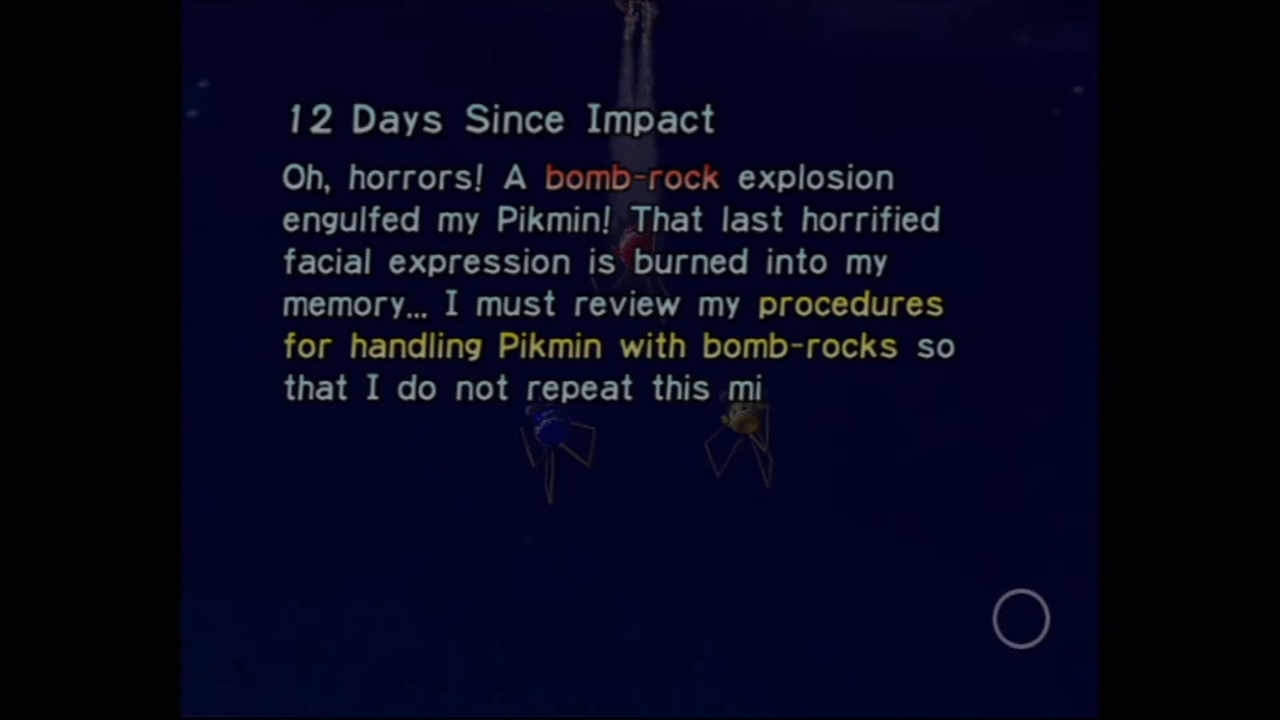 12 Days Since Impact
Oh, horrors! A bomb-rock explosion
engulfed my Pikmin! That last horrified
facial expression is burned into my
memory... I must review my procedures
for handling Pikmin with bomb-rocks so
that I do not repeat this mi